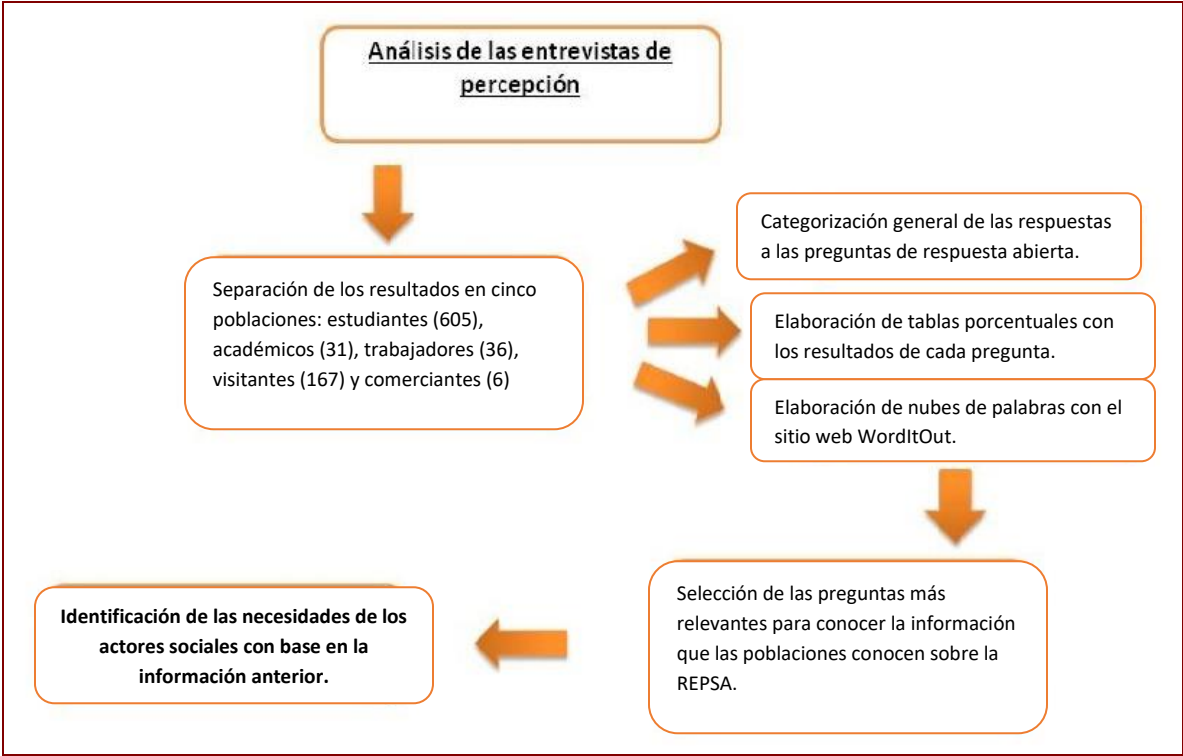 Análisis de las entrevistas de
percepción
Separación de los resultados en cinco
poblaciones: estudiantes (605),
académicos (31), trabajadores (36),
visitantes (167) y comerciantes (6)
Categorización general de las respuestas
a las preguntas de respuesta abierta.
Elaboración de tablas porcentuales con
los resultados de cada pregunta.
Elaboración de nubes de palabras con el
sitio web WordItOut.
Selección de las preguntas más
relevantes para conocer la información
que las poblaciones conocen sobre la
REPSA.
Identificación de las necesidades de los
actores sociales con base en la
información anterior.